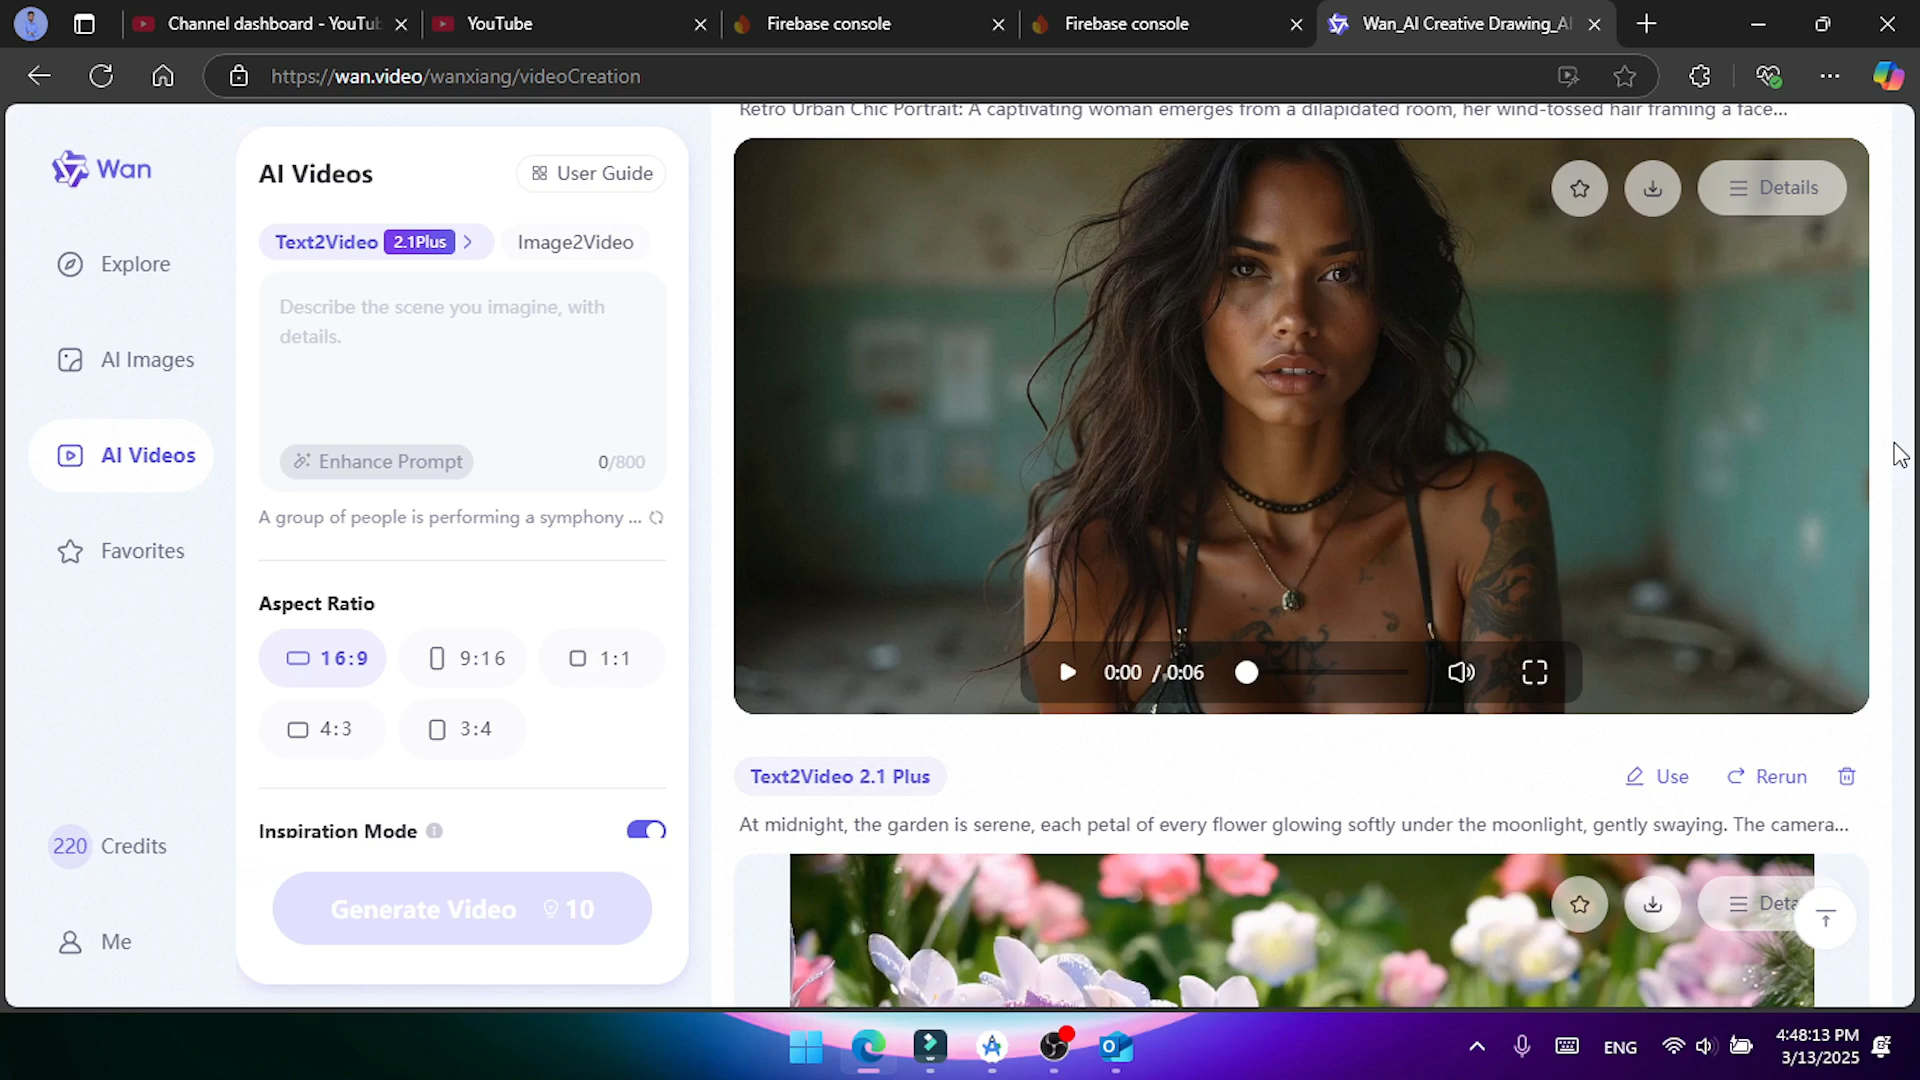 Channel dashboard - YouTub
YouTube
Firebase console
Firebase console
Wan_AI Creative Drawing_AI
https://wan.video/wanxiang/videoCreation
Wan
Explore
AI Images
AI Videos
Favorites
220 Credits
Me
AI Videos
User Guide
Text2Video 2.1Plus
Image2Video
Describe the scene you imagine, with
details.
Enhance Prompt
0/800
A group of people is performing a symphony ...
Aspect Ratio
16:9
9:16
1:1
4:3
3:4
Inspiration Mode
Generate Video 10
Retro Urban Chic Portrait: A captivating woman emerges from a dilapidated room, her wind-tossed hair framing a face...
Details
0:00 / 0:06
Text2Video 2.1 Plus
Use
Rerun
At midnight, the garden is serene, each petal of every flower glowing softly under the moonlight, gently swaying. The camera...
Deta
ENG
4:48:13 PM
3/13/2025